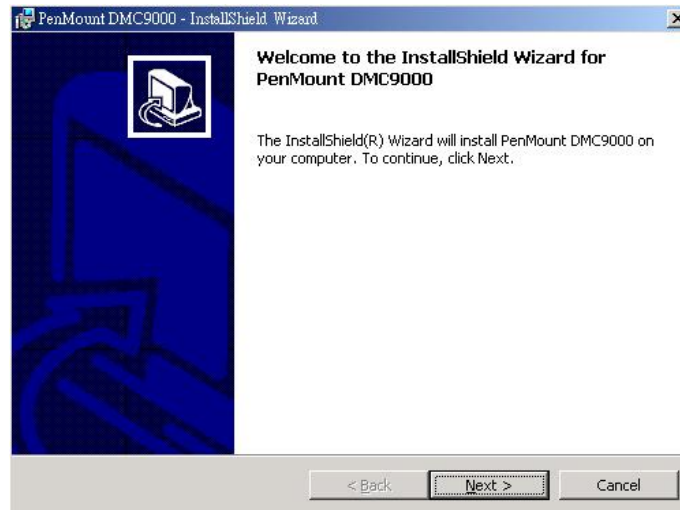 PenMount DMC9000 - InstallShield Wizard
Welcome to the InstallShield Wizard for
PenMount DMC9000
The InstallShield(R) Wizard will install PenMount DMC9000 on
your computer. To continue, click Next.
< Back
Next >
Cancel